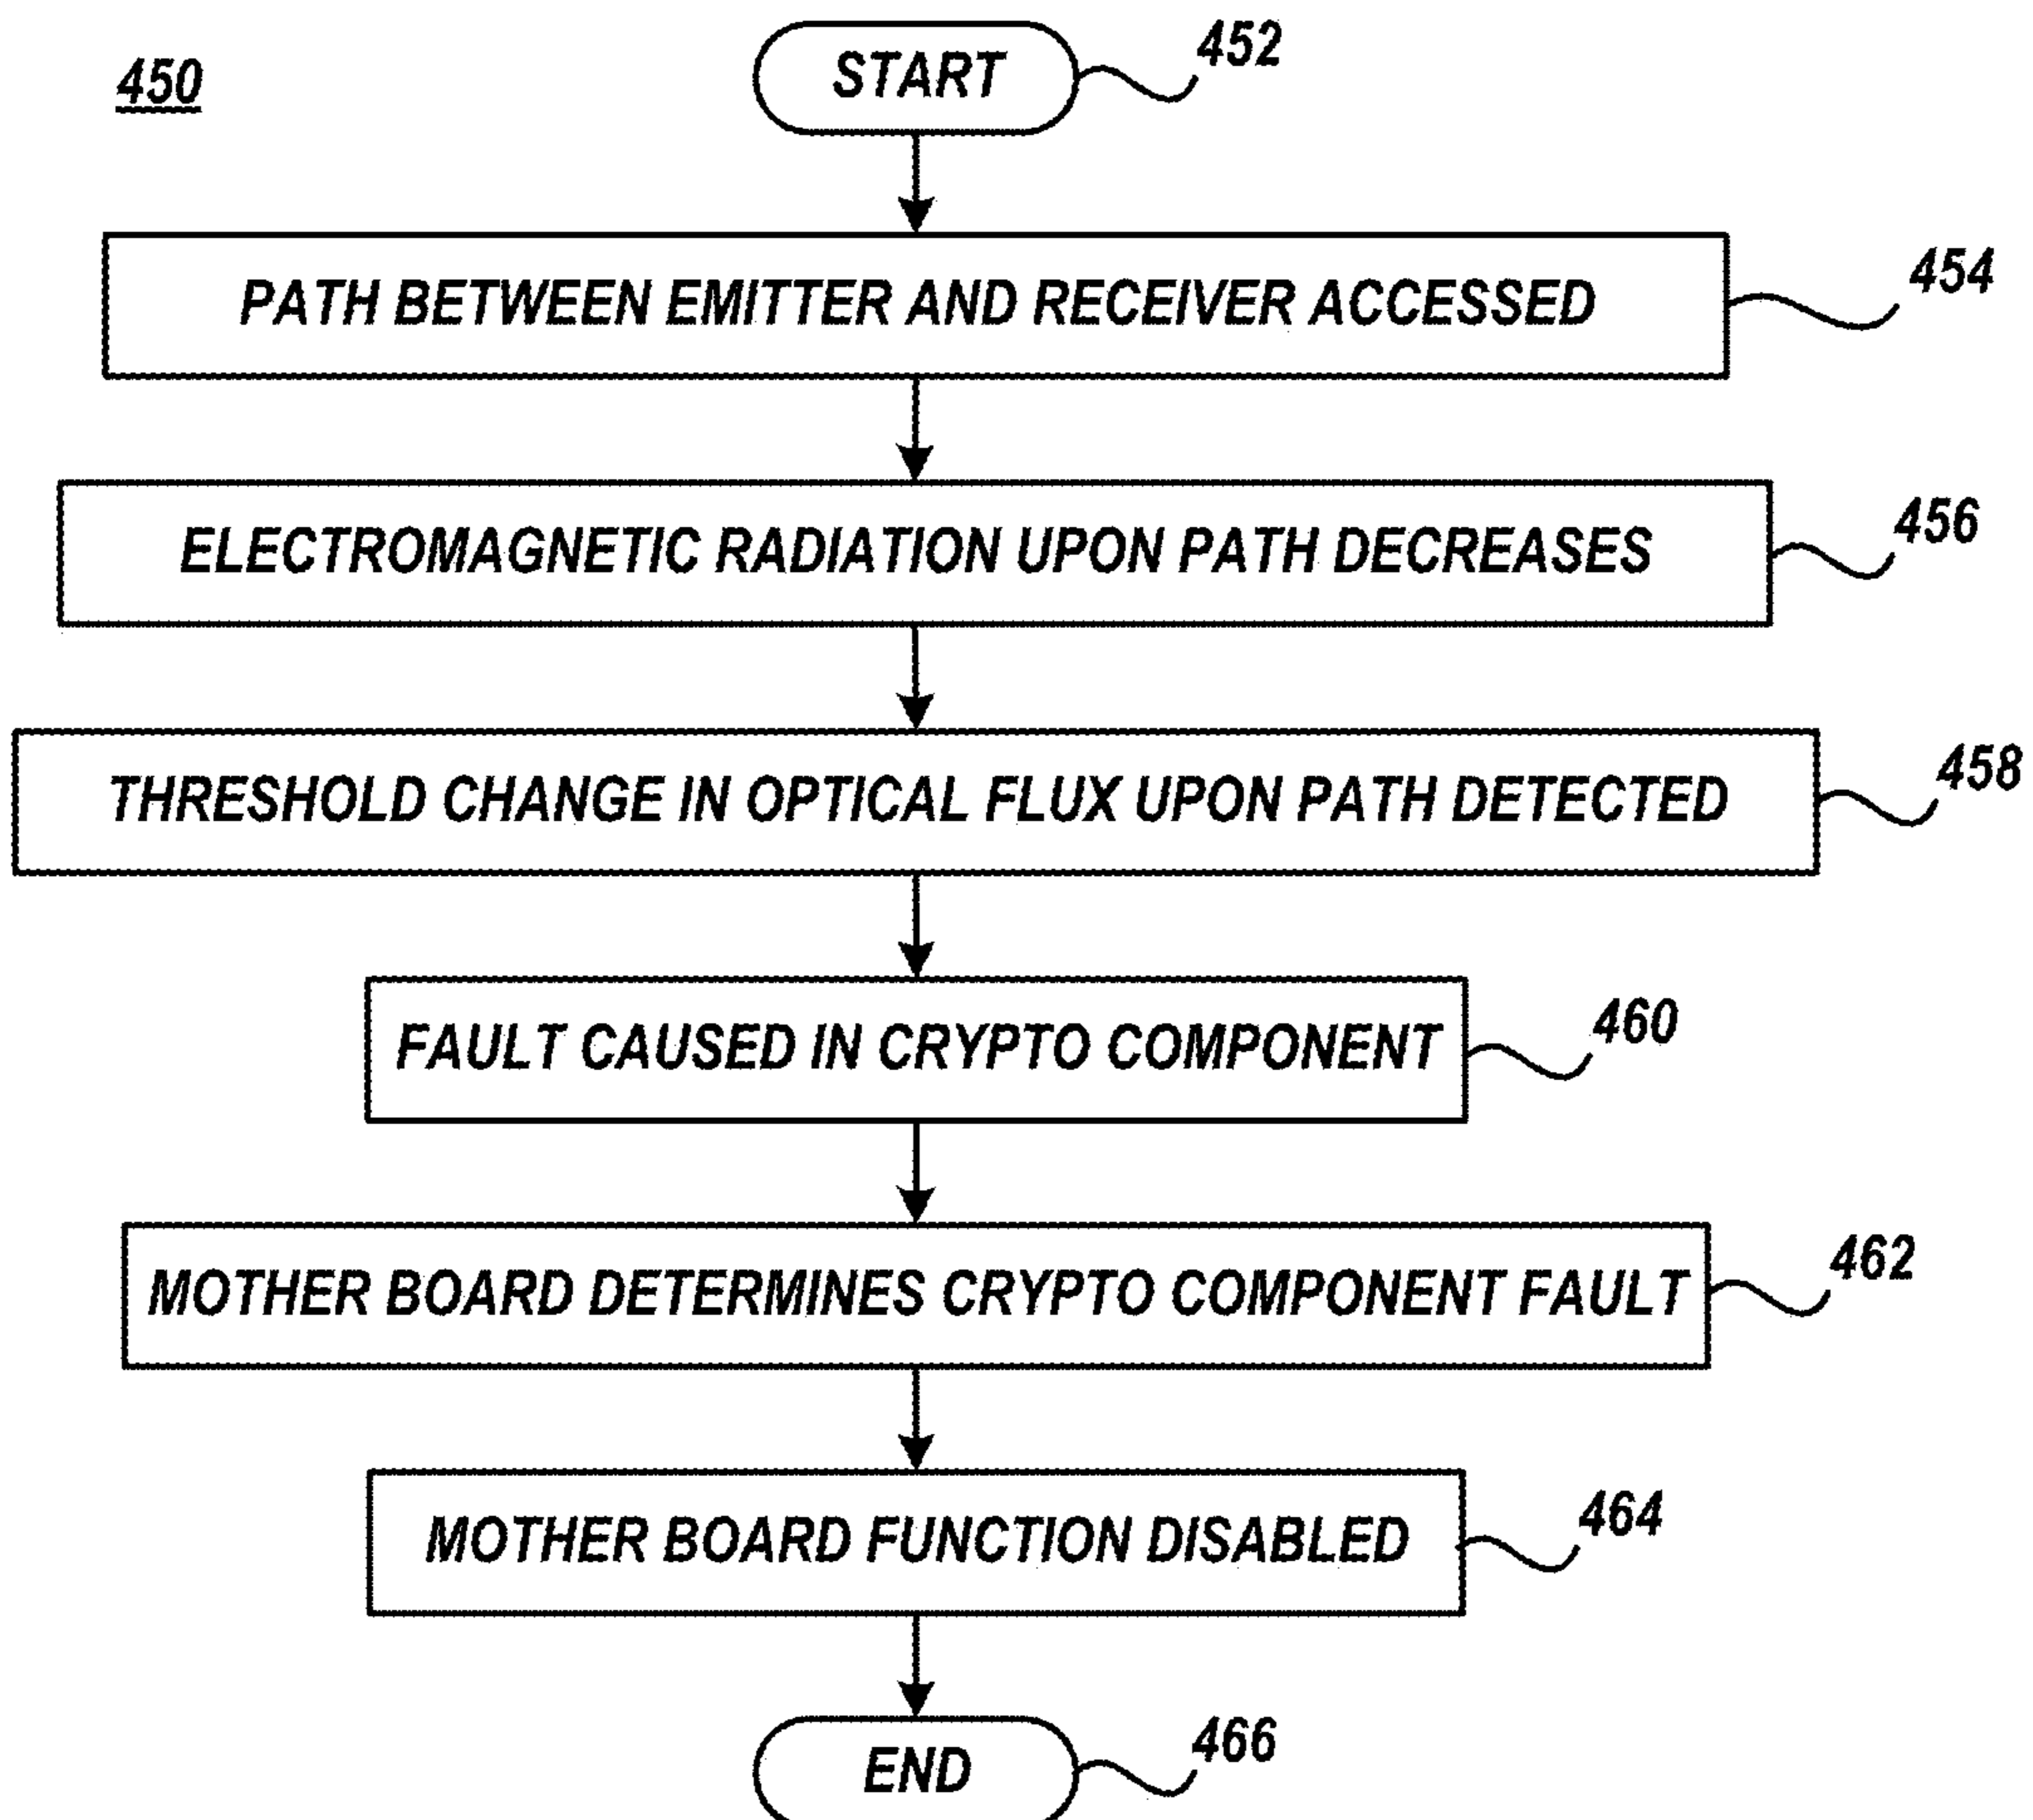 450
START
452
PATH BETWEEN EMITTER AND RECEIVER ACCESSED
454
ELECTROMAGNETIC RADIATION UPON PATH DECREASES
456
THRESHOLD CHANGE IN OPTICAL FLUX UPON PATH DETECTED
458
FAULT CAUSED IN CRYPTO COMPONENT
460
MOTHER BOARD DETERMINES CRYPTO COMPONENT FAULT
462
MOTHER BOARD FUNCTION DISABLED
464
END
466